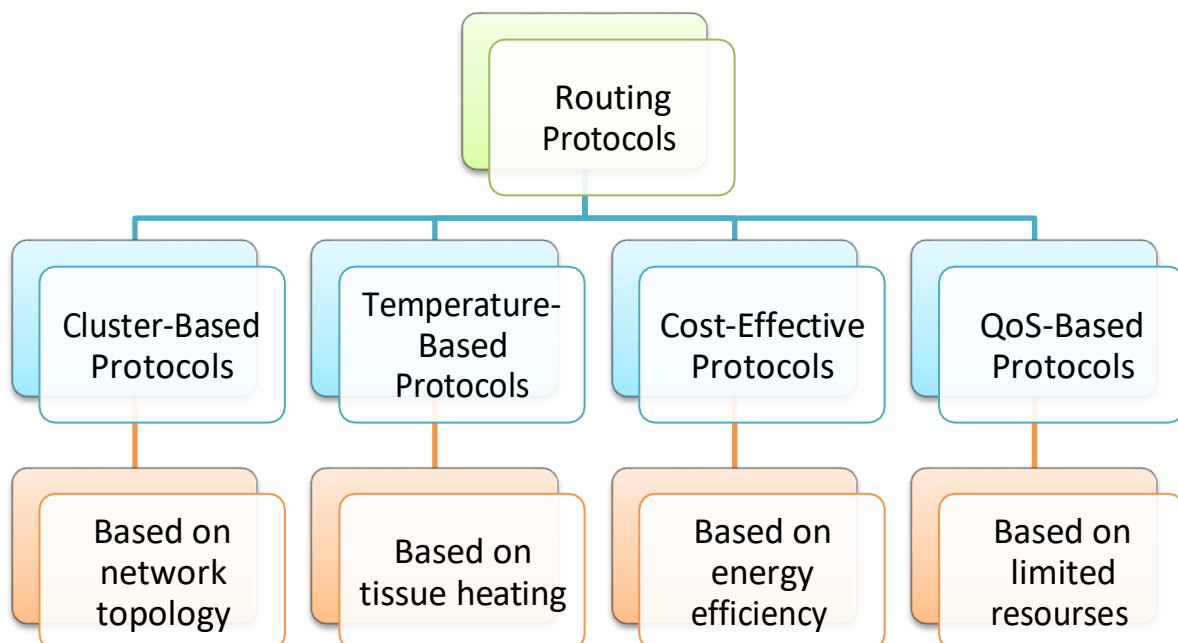 Routing
Protocols
Cluster-Based
Protocols
Temperature-
Based
Protocols
Cost-Effective
Protocols
QoS-Based
Protocols
Based on
network
topology
Based on
tissue heating
Based on
energy
efficiency
Based on
limited
resourses